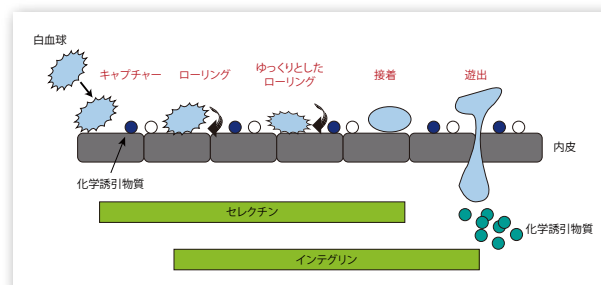 白血球
キャプチャー
ローリング
ゆっくりとした
ローリング
接着
遊出
内皮
化学誘引物質
セレクチン
化学誘引物質
インテグリン